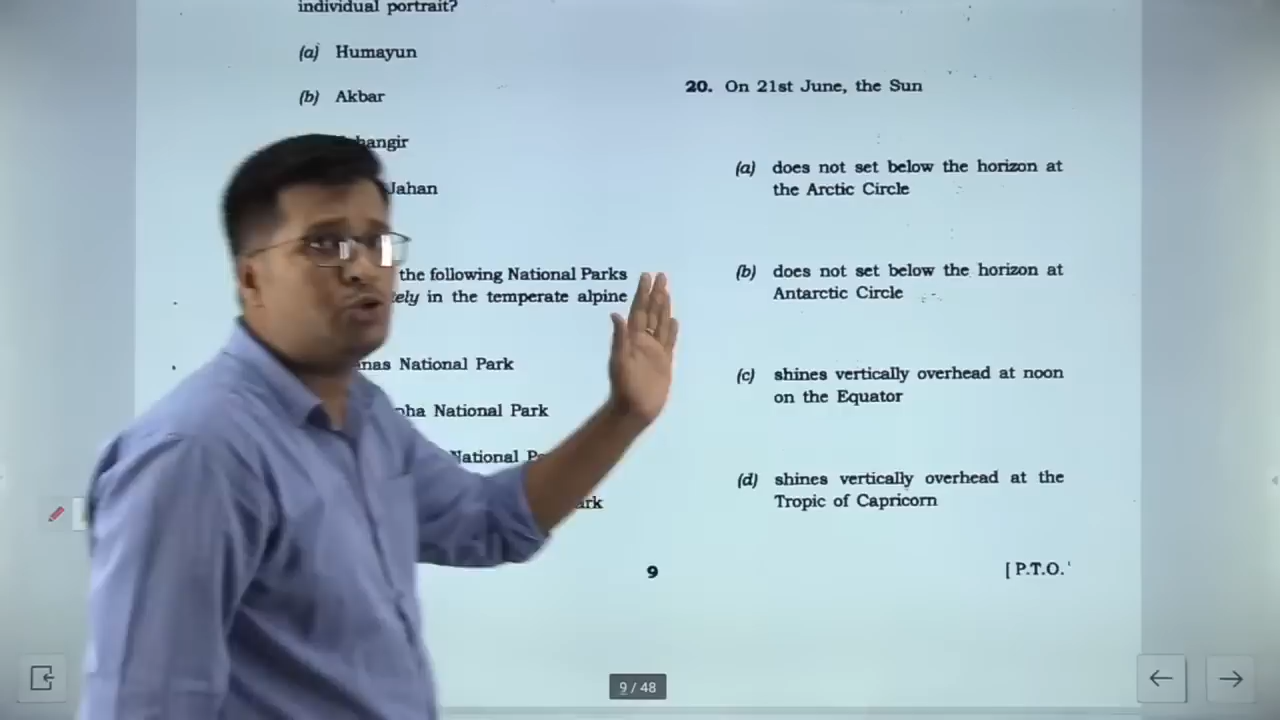 individual portrait?
(a) Humayun
(b) Akbar
hangir
Jahan
the following National Parks
tely in the temperate alpine
nas National Park
pha National Park
National P
ark
20. On 21st June, the Sun
(a) does not set below the horizon at
the Arctic Circle
(b) does not set below the horizon at
Antarctic Circle
(c) shines vertically overhead at noon
on the Equator
(d) shines vertically overhead at the
Tropic of Capricorn
9
[ P.T.O.
9 / 48